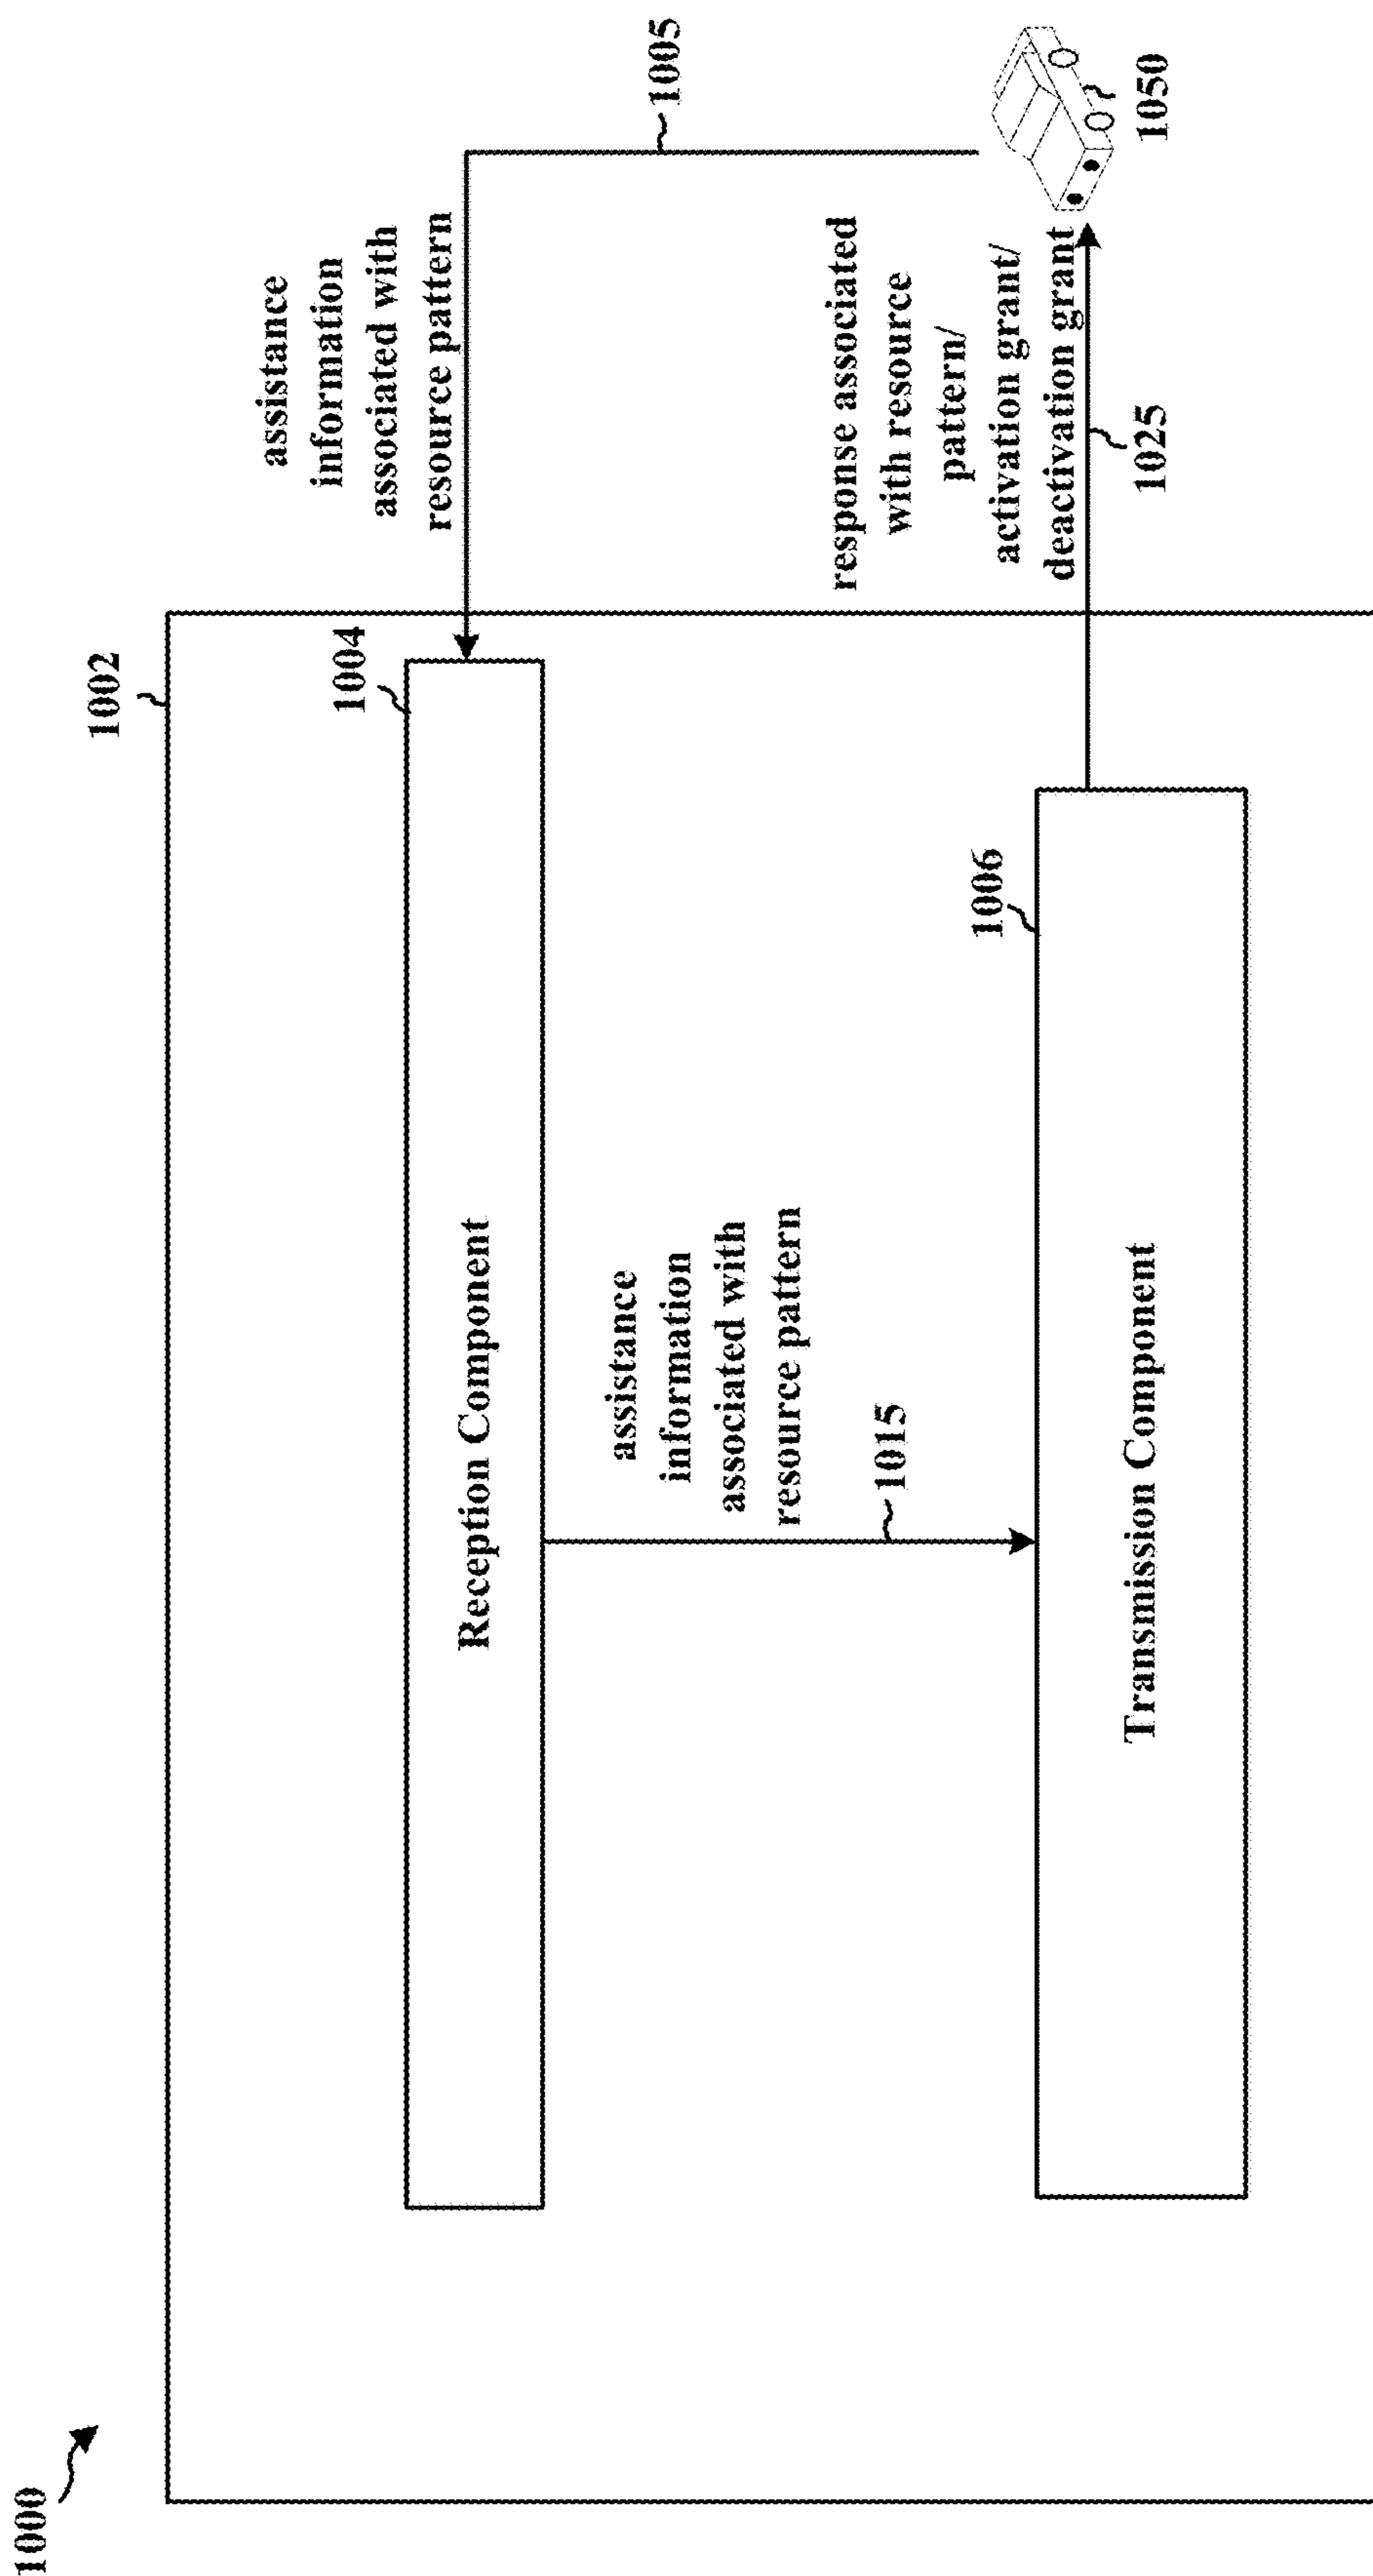 1000
1002
1004
Reception Component
assistance
information
associated with
resource pattern
1005
assistance
information
associated with
resource pattern
1015
1006
Transmission Component
response associated
with resource
pattern/
activation grant/
deactivation grant
1025
1050